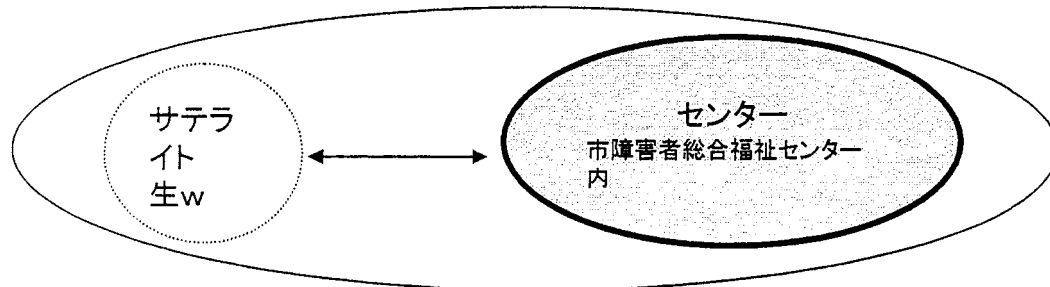 サテラ
イト
生w
センター
市障害者総合福祉センター
内